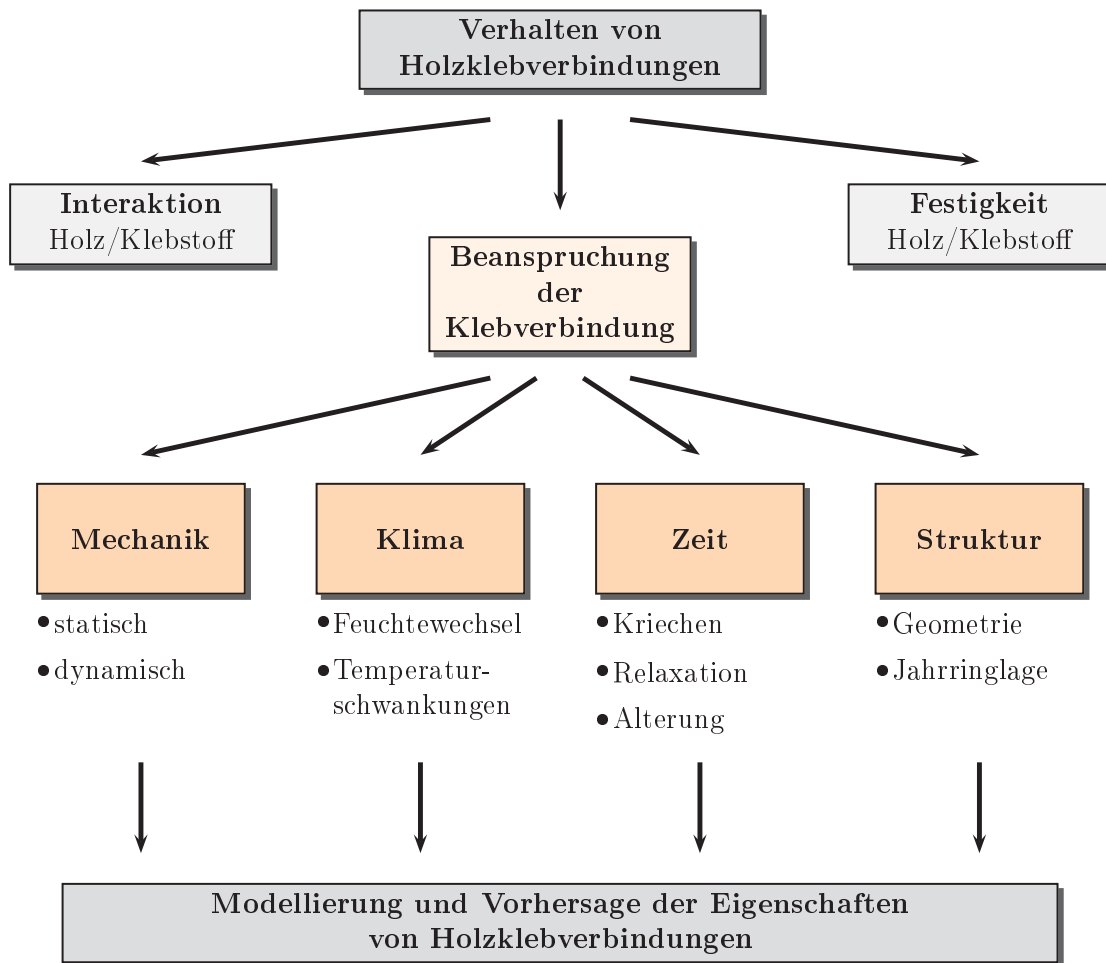 Verhalten von
Holzklebverbindungen
Interaktion
Holz/Klebstoff
Festigkeit
Holz/Klebstoff
Beanspruchung
der
Klebverbindung
Mechanik
Klima
Zeit
Struktur
• statisch
• dynamisch
• Feuchtewechsel
• Temperatur-
schwankungen
• Kriechen
• Relaxation
• Alterung
• Geometrie
• Jahrringlage
Modellierung und Vorhersage der Eigenschaften
von Holzklebverbindungen